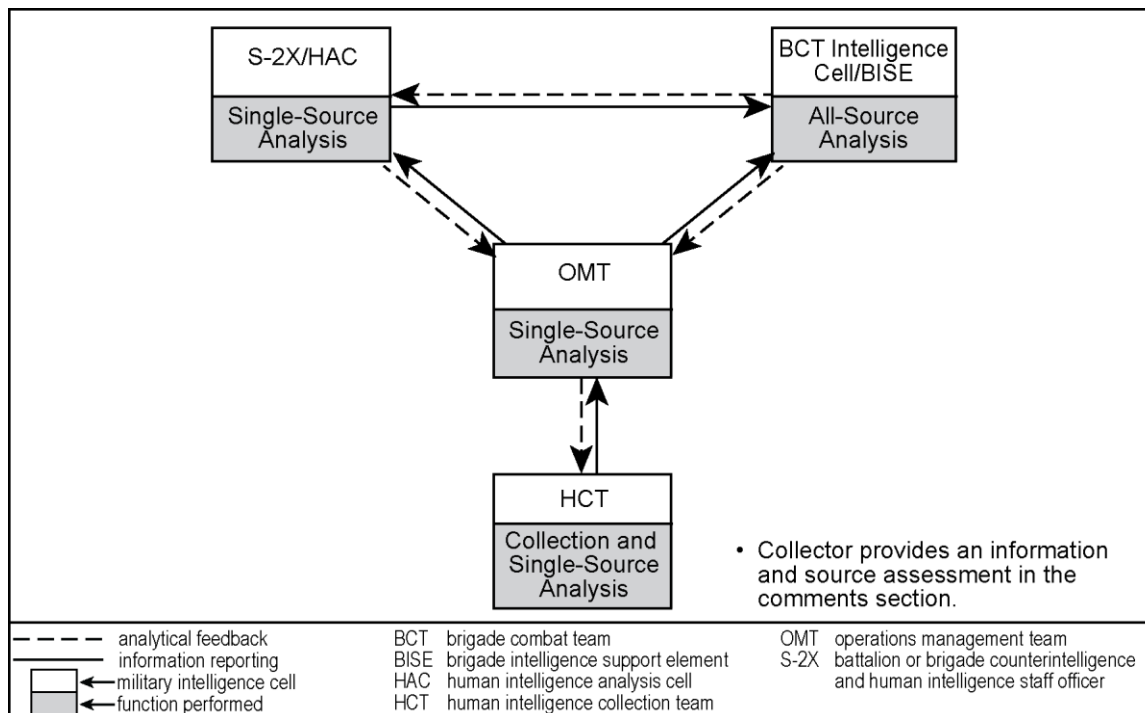 S-2X/HAC
Single-Source
Analysis
BCT Intelligence
Cell/BISE
All-Source
Analysis
OMT
Single-Source
Analysis
HCT
Collection and
Single-Source
Analysis
• Collector provides an information
and source assessment in the
comments section.
analytical feedback
information reporting
military intelligence cell
function performed
BCT brigade combat team
BISE brigade intelligence support element
HAC human intelligence analysis cell
HCT human intelligence collection team
OMT operations management team
S-2X battalion or brigade counterintelligence
and human intelligence staff officer